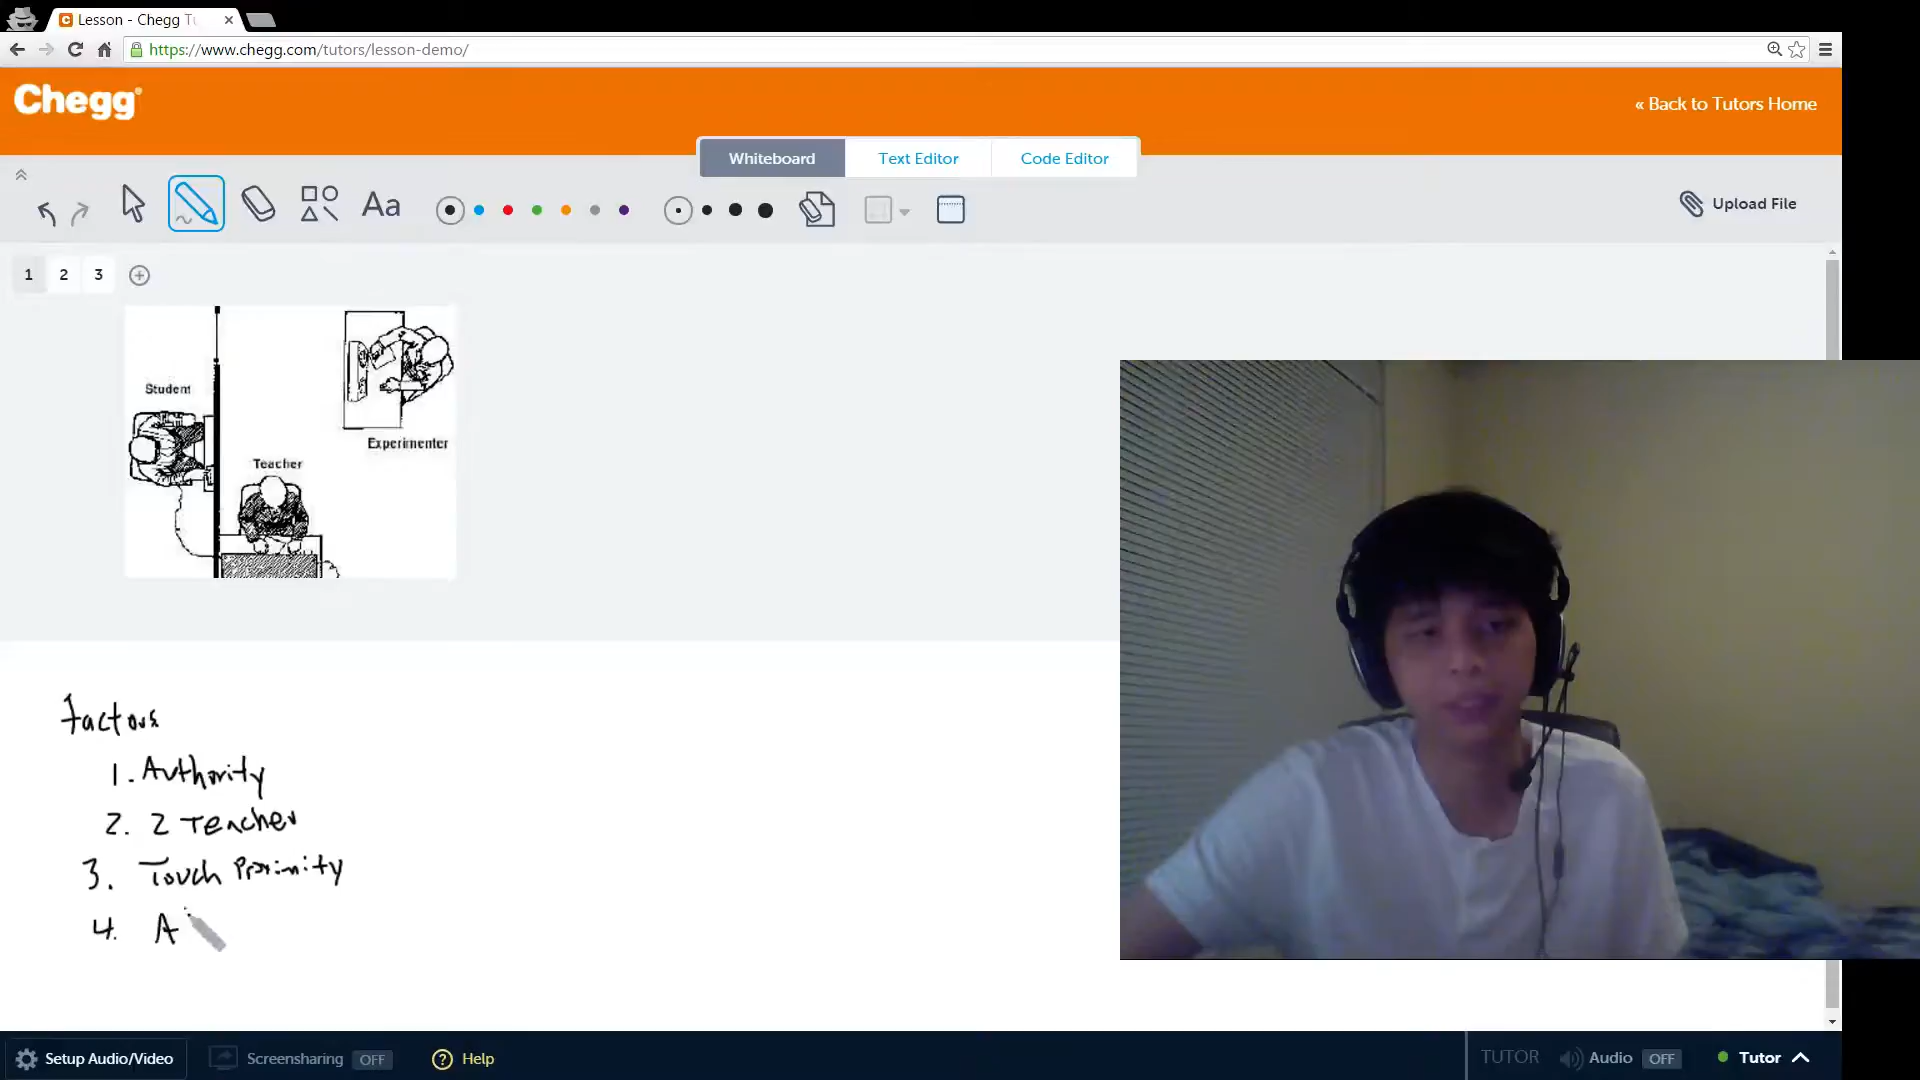 Lesson - Chegg Tu
https://www.chegg.com/tutors/lesson-demo/
Chegg
« Back to Tutors Home
Whiteboard
Text Editor
Code Editor
Aa
Upload File
1 2 3
Student
Experimenter
Teacher
Factors
1. Authority
2. 2 Teacher
3. Touch Proximity
4. A
Setup Audio/Video
Screensharing OFF
? Help
TUTOR
Audio OFF
Tutor